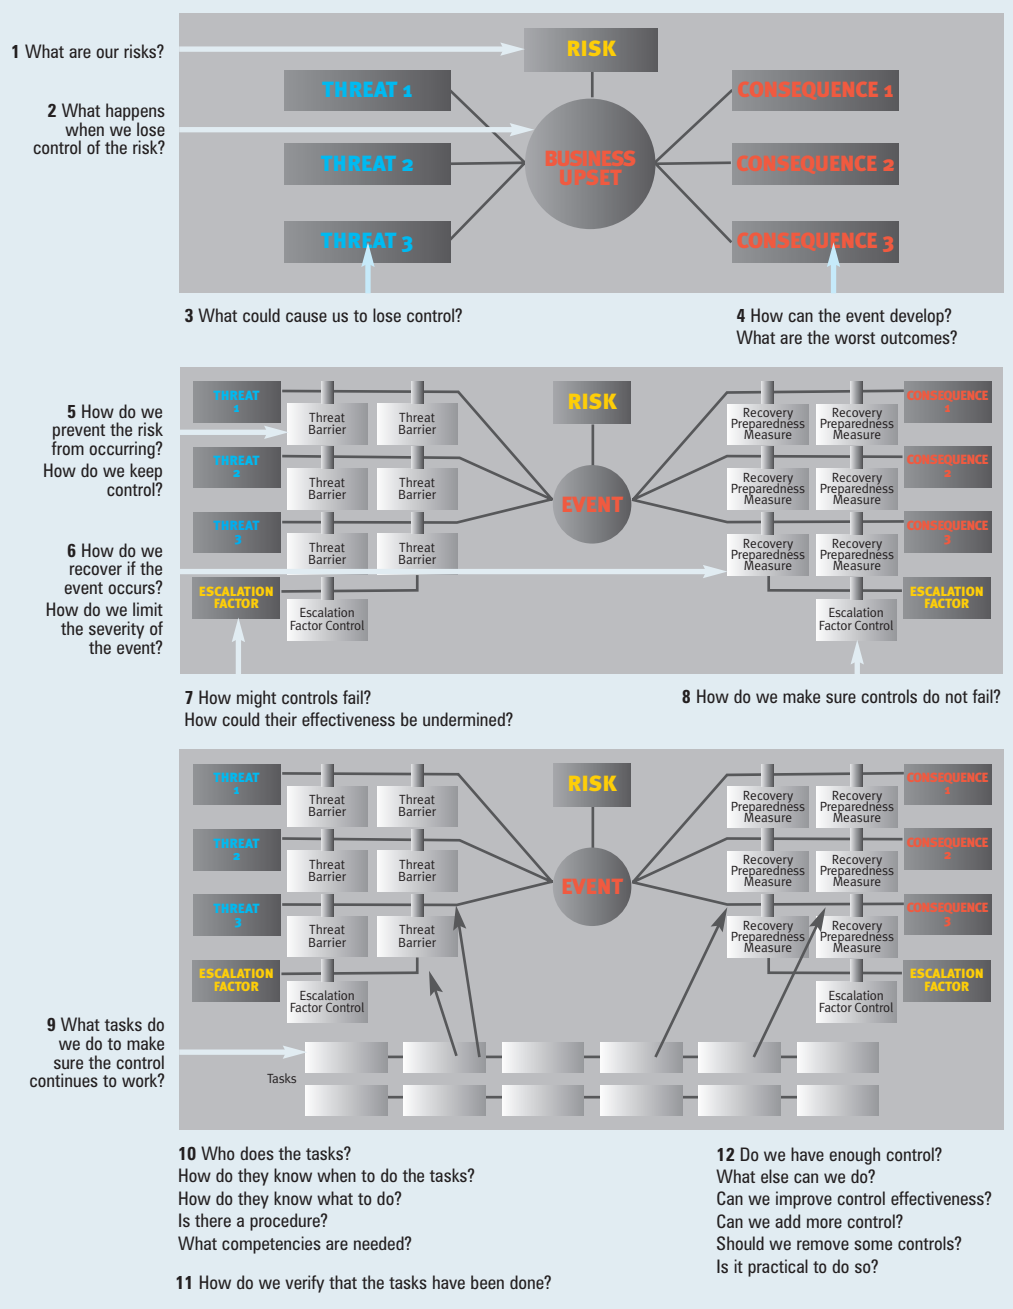 1 What are our risks?
2 What happens
when we lose
control of the risk?
RISK
THREAT 1
THREAT 2
THREAT 3
BUSINESS
UPSET
CONSEQUENCE 1
CONSEQUENCE 2
CONSEQUENCE 3
3 What could cause us to lose control?
4 How can the event develop?
What are the worst outcomes?
5 How do we
prevent the risk
from occurring?
How do we keep
control?
6 How do we
recover if the
event occurs?
How do we limit
the severity of
the event?
THREAT
1
Threat
Barrier
Threat
Barrier
THREAT
2
Threat
Barrier
Threat
Barrier
THREAT
3
Threat
Barrier
Threat
Barrier
ESCALATION
FACTOR
Escalation
Factor Control
RISK
EVENT
Recovery
Preparedness
Measure
Recovery
Preparedness
Measure
CONSEQUENCE
1
Recovery
Preparedness
Measure
Recovery
Preparedness
Measure
CONSEQUENCE
2
Recovery
Preparedness
Measure
Recovery
Preparedness
Measure
CONSEQUENCE
3
Escalation
Factor Control
ESCALATION
FACTOR
7 How might controls fail?
How could their effectiveness be undermined?
8 How do we make sure controls do not fail?
THREAT
1
Threat
Barrier
Threat
Barrier
THREAT
2
Threat
Barrier
Threat
Barrier
THREAT
3
Threat
Barrier
Threat
Barrier
ESCALATION
FACTOR
Escalation
Factor Control
RISK
EVENT
Recovery
Preparedness
Measure
Recovery
Preparedness
Measure
CONSEQUENCE
1
Recovery
Preparedness
Measure
Recovery
Preparedness
Measure
CONSEQUENCE
2
Recovery
Preparedness
Measure
Recovery
Preparedness
Measure
CONSEQUENCE
3
Escalation
Factor Control
ESCALATION
FACTOR
9 What tasks do
we do to make
sure the control
continues to work?
Tasks
10 Who does the tasks?
How do they know when to do the tasks?
How do they know what to do?
Is there a procedure?
What competencies are needed?
11 How do we verify that the tasks have been done?
12 Do we have enough control?
What else can we do?
Can we improve control effectiveness?
Can we add more control?
Should we remove some controls?
Is it practical to do so?